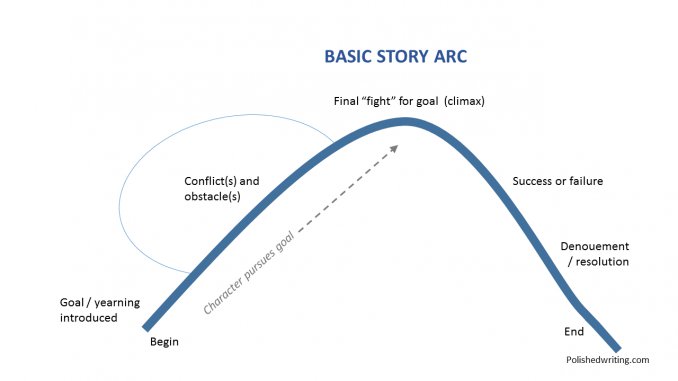 BASIC STORY ARC
Final “fight” for goal (climax)
Conflict(s) and
obstacle(s)
Success or failure
Character pursues goal
Denouement
/ resolution
Goal / yearning
introduced
Begin
End
Polishedwriting.com